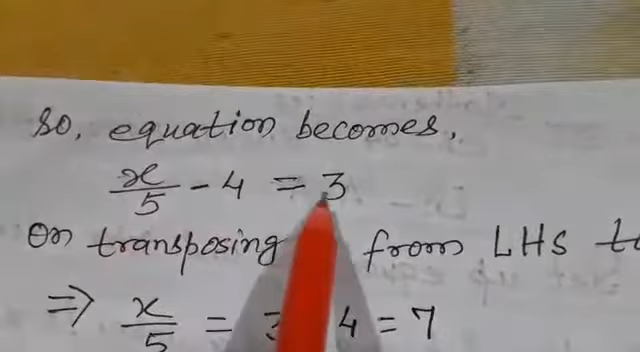 So, equation becomes,
x/5 - 4 = 3
On transposing from LHS
⇒ x/5 = 4 = 7